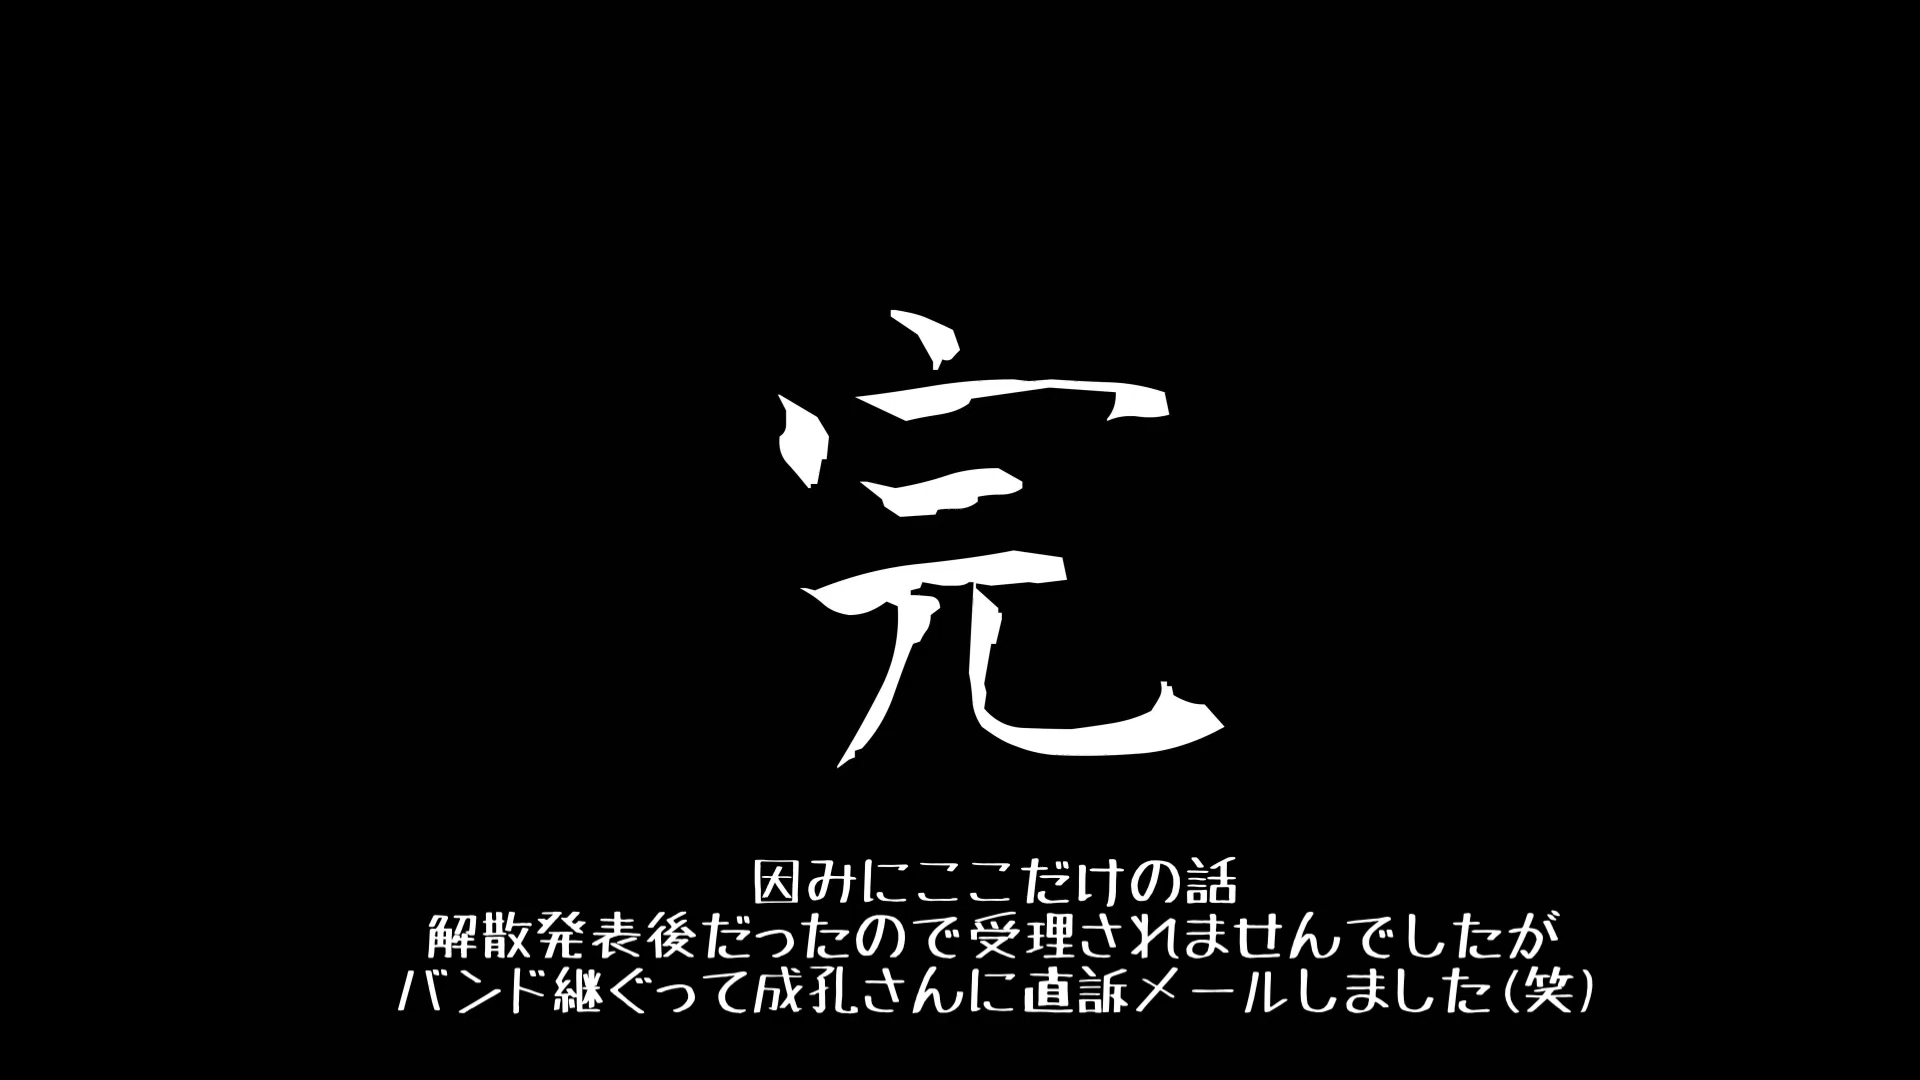 完
因みにここだけの話
解散発表後だったので受理されませんでしたが
バンド継ぐって成孔さんに直訴メールしました(笑)